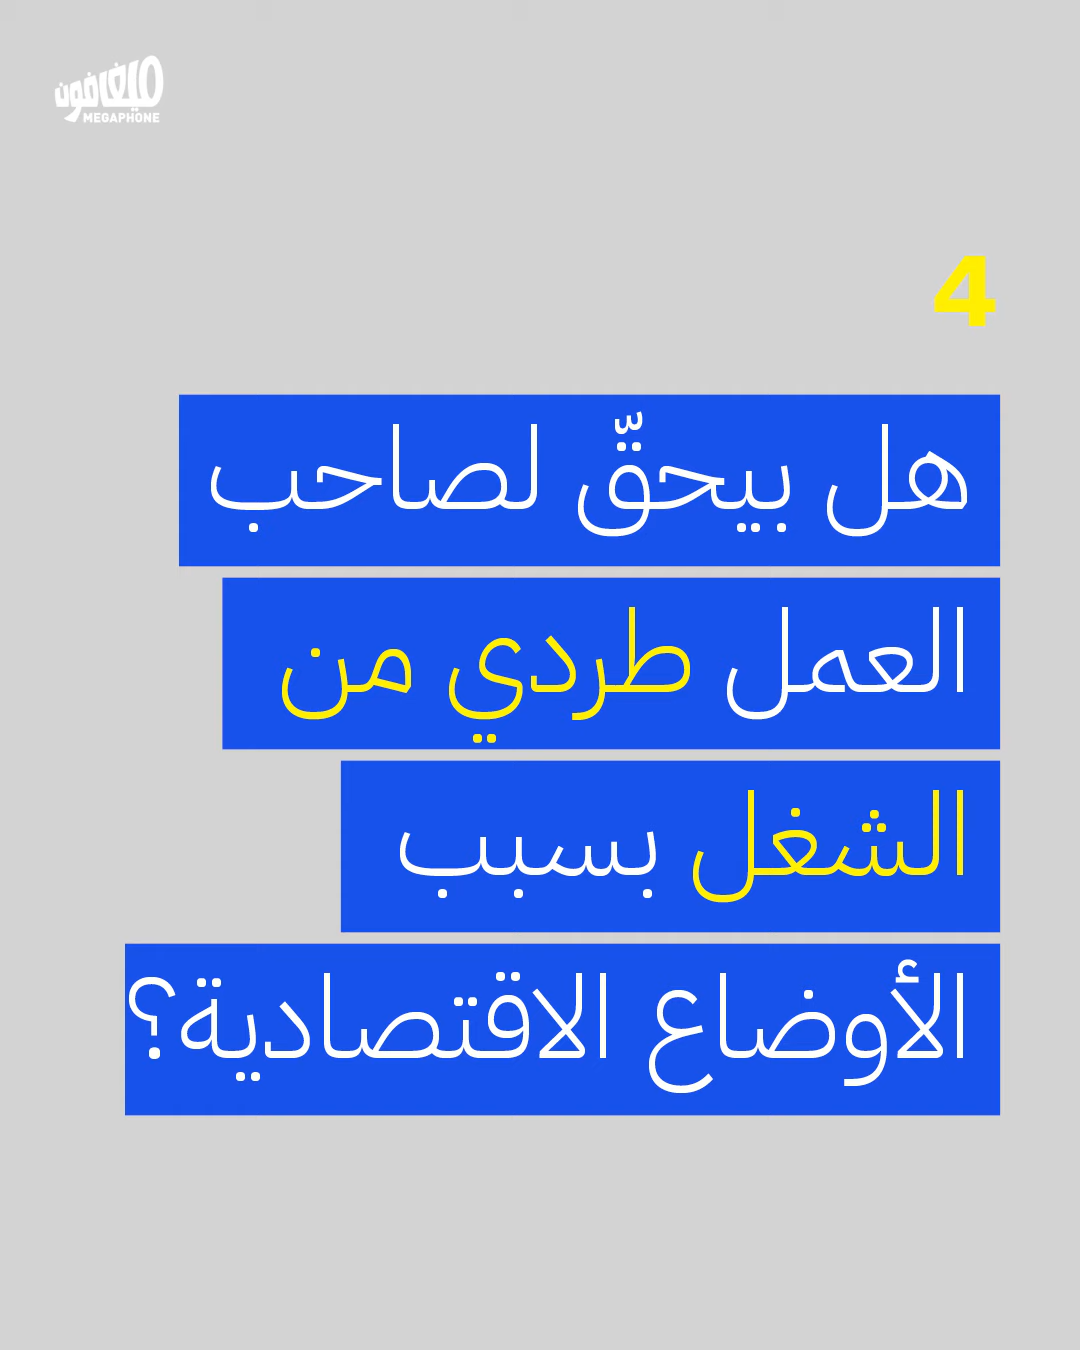 ميغافون
MEGAPHONE
4
هل بيحقّ لصاحب
العمل طردي من
الشغل بسبب
الأوضاع الاقتصادية؟